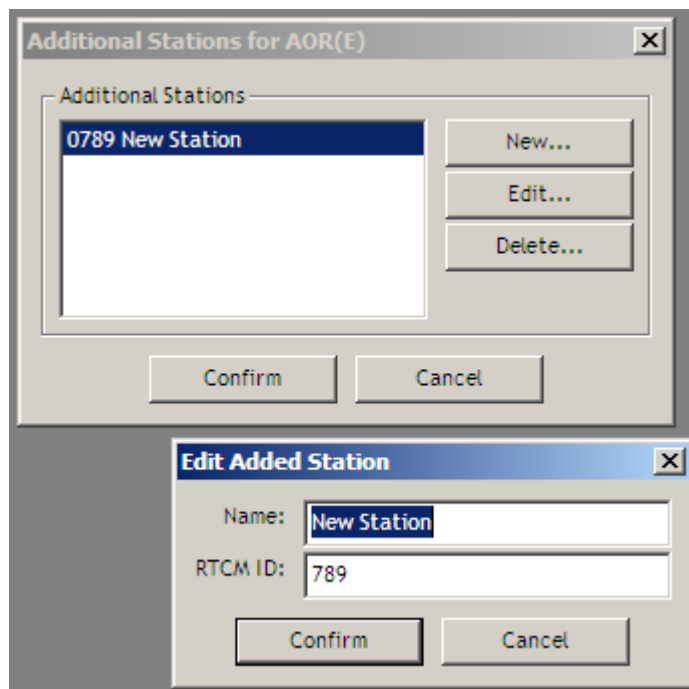 Additional Stations for AOR(E)
Additional Stations
0789 New Station
New...
Edit...
Delete...
Confirm
Cancel
Edit Added Station
Name: New Station
RTCM ID: 789
Confirm
Cancel